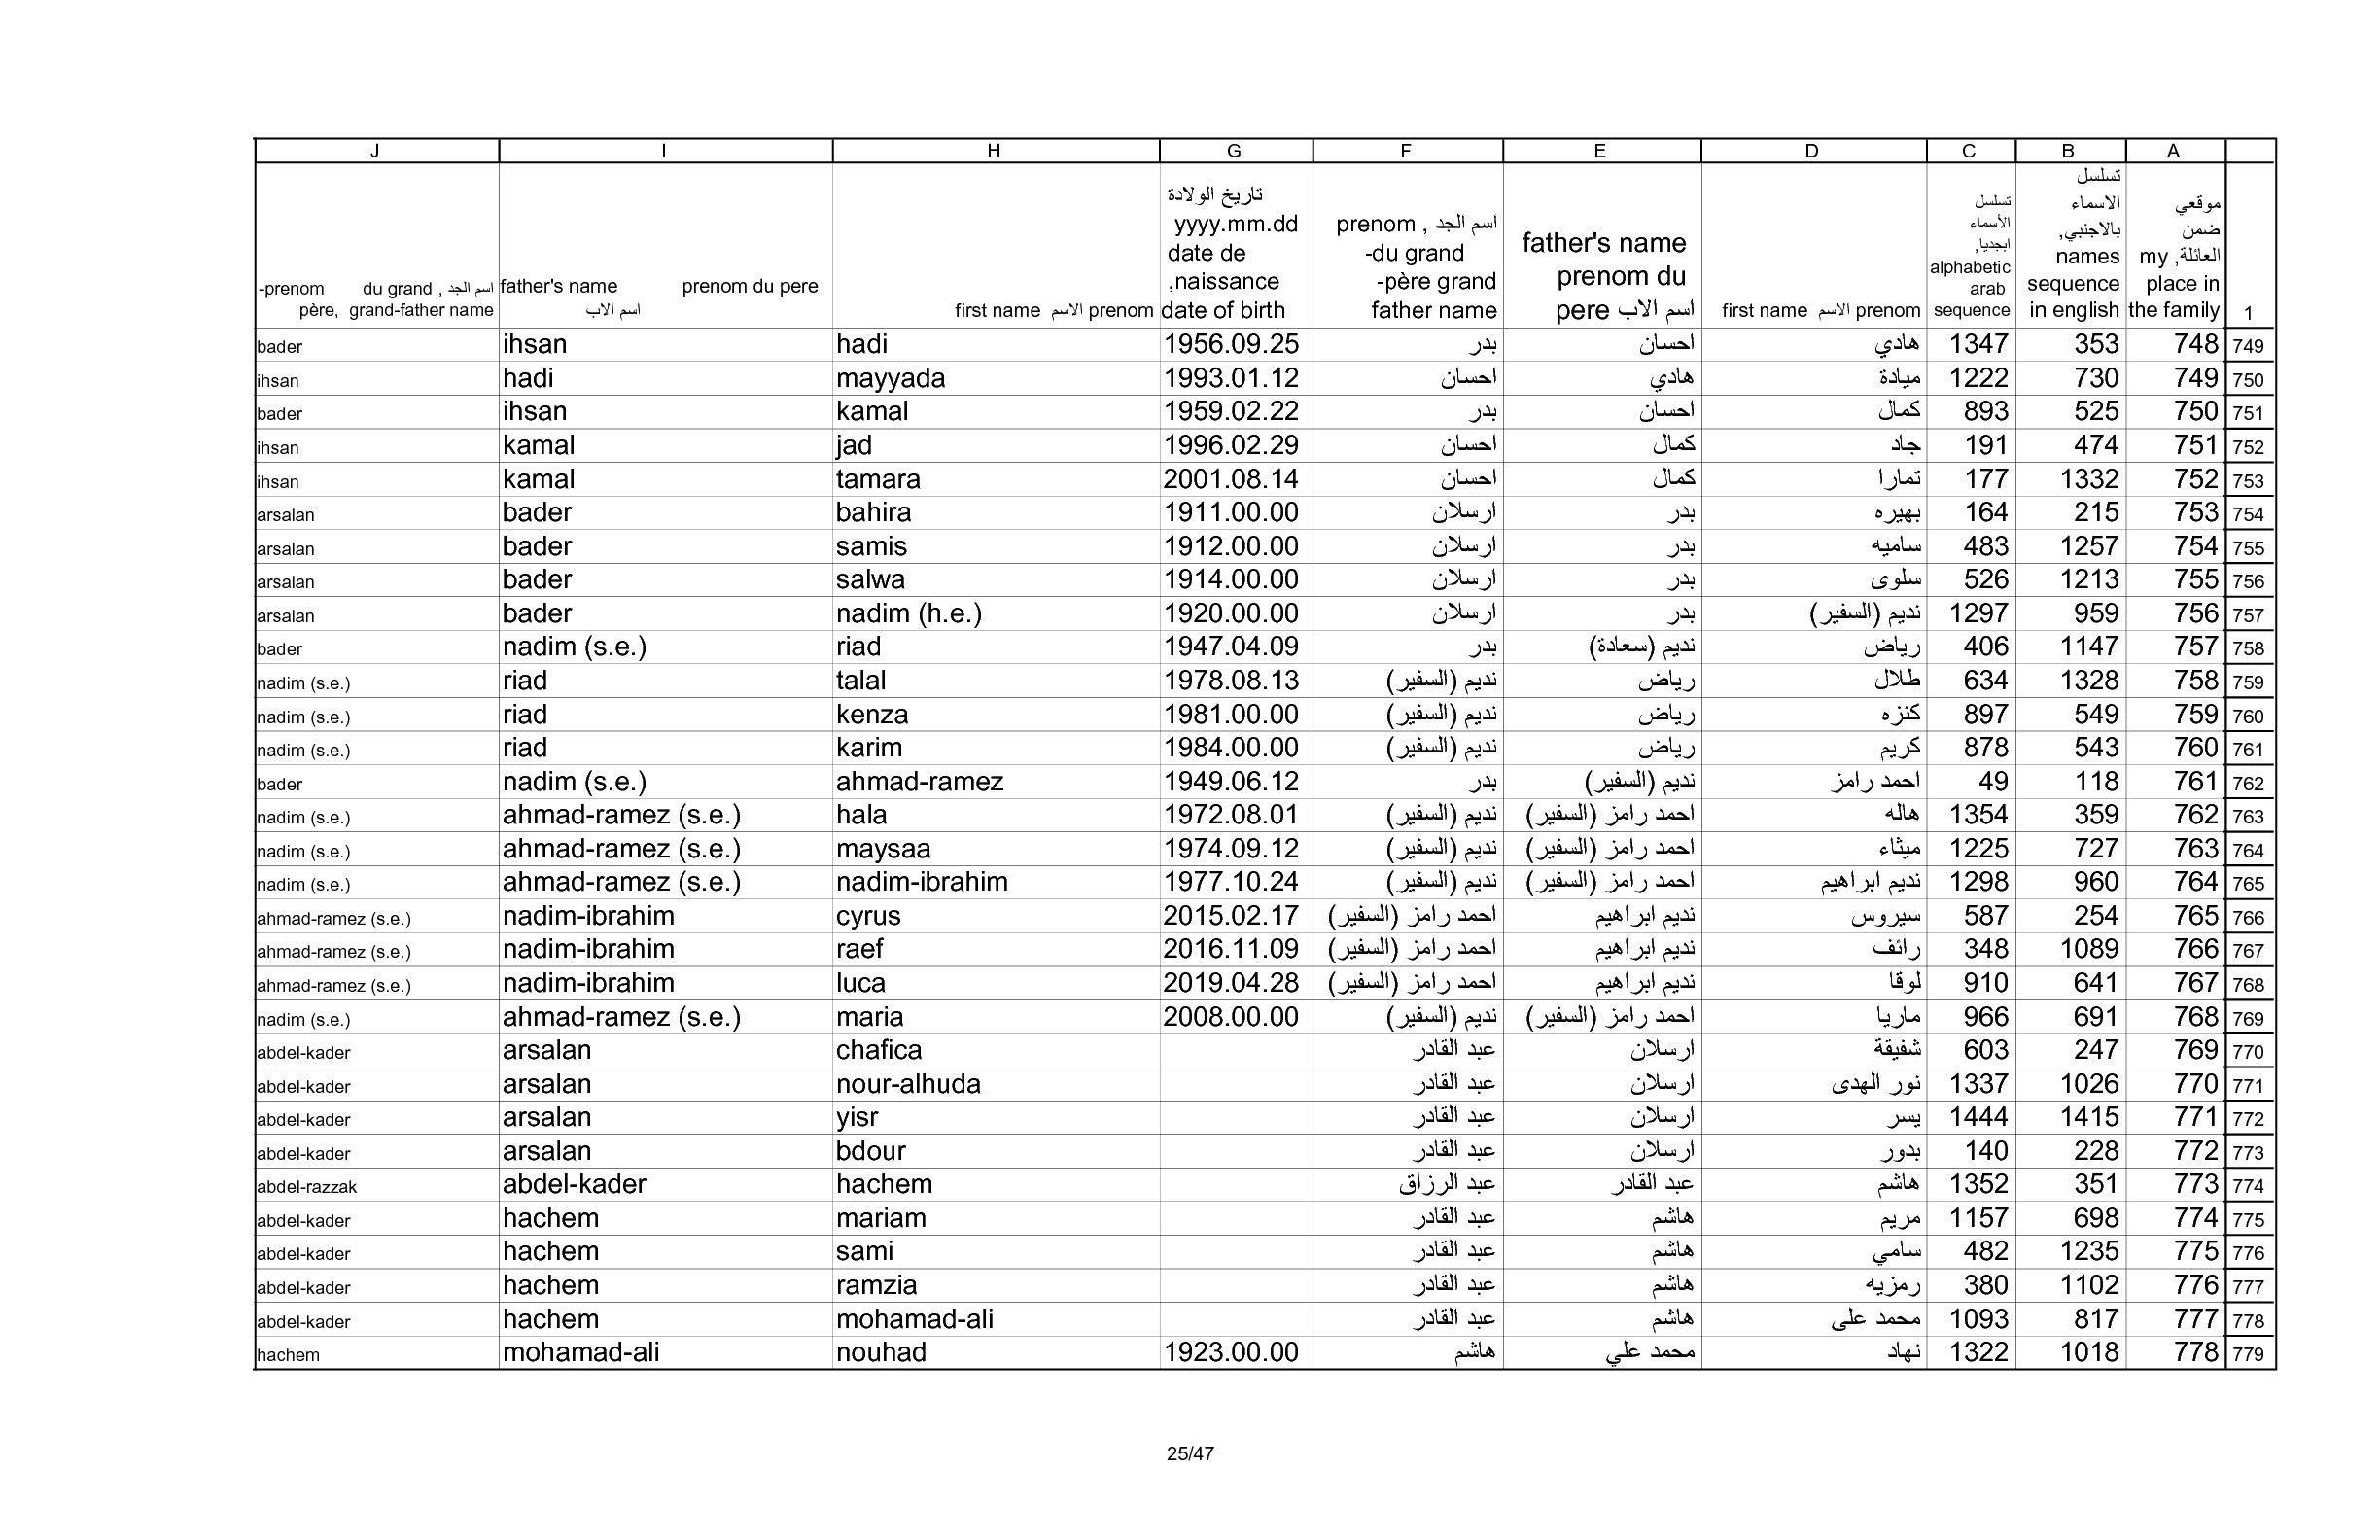 J I H G F E D C B A
-prenom du grand , اسم الجد père, grand-father name
father's name prenom du pere اسم الاب
first name الاسم prenom
تاريخ الولادة yyyy.mm.dd date de ,naissance date of birth
prenom , اسم الجد -du grand -père grand father name
father's name prenom du pere اسم الاب
first name الاسم prenom
تسلسل الأسماء ابجديا, alphabetic arab sequence
تسلسل الاسماء بالاجنبي, names sequence in english
موقعي ضمن العائلة, my place in the family
1
bader ihsan hadi 1956.09.25 بدر احسان هادي 1347 353 748 749
ihsan hadi mayyada 1993.01.12 احسان هادي ميادة 1222 730 749 750
bader ihsan kamal 1959.02.22 بدر احسان كمال 893 525 750 751
ihsan kamal jad 1996.02.29 احسان كمال جاد 191 474 751 752
ihsan kamal tamara 2001.08.14 احسان كمال تمارا 177 1332 752 753
arsalan bader bahira 1911.00.00 ارسلان بدر بهيره 164 215 753 754
arsalan bader samis 1912.00.00 ارسلان بدر ساميه 483 1257 754 755
arsalan bader salwa 1914.00.00 ارسلان بدر سلوى 526 1213 755 756
arsalan bader nadim (h.e.) 1920.00.00 ارسلان بدر نديم (السفير) 1297 959 756 757
bader nadim (s.e.) riad 1947.04.09 بدر نديم (سعادة) رياض 406 1147 757 758
nadim (s.e.) riad talal 1978.08.13 نديم (السفير) رياض طلال 634 1328 758 759
nadim (s.e.) riad kenza 1981.00.00 نديم (السفير) رياض كنزه 897 549 759 760
nadim (s.e.) riad karim 1984.00.00 نديم (السفير) رياض كريم 878 543 760 761
bader nadim (s.e.) ahmad-ramez 1949.06.12 بدر نديم (السفير) احمد رامز 49 118 761 762
nadim (s.e.) ahmad-ramez (s.e.) hala 1972.08.01 نديم (السفير) احمد رامز (السفير) هاله 1354 359 762 763
nadim (s.e.) ahmad-ramez (s.e.) maysaa 1974.09.12 نديم (السفير) احمد رامز (السفير) ميثاء 1225 727 763 764
nadim (s.e.) ahmad-ramez (s.e.) nadim-ibrahim 1977.10.24 نديم (السفير) احمد رامز (السفير) نديم ابراهيم 1298 960 764 765
ahmad-ramez (s.e.) nadim-ibrahim cyrus 2015.02.17 احمد رامز (السفير) نديم ابراهيم سيروس 587 254 765 766
ahmad-ramez (s.e.) nadim-ibrahim raef 2016.11.09 احمد رامز (السفير) نديم ابراهيم رائف 348 1089 766 767
ahmad-ramez (s.e.) nadim-ibrahim luca 2019.04.28 احمد رامز (السفير) نديم ابراهيم لوقا 910 641 767 768
nadim (s.e.) ahmad-ramez (s.e.) maria 2008.00.00 نديم (السفير) احمد رامز (السفير) ماريا 966 691 768 769
abdel-kader arsalan chafica عبد القادر ارسلان شفيقة 603 247 769 770
abdel-kader arsalan nour-alhuda عبد القادر ارسلان نور الهدى 1337 1026 770 771
abdel-kader arsalan yisr عبد القادر ارسلان يسر 1444 1415 771 772
abdel-kader arsalan bdour عبد القادر ارسلان بدور 140 228 772 773
abdel-razzak abdel-kader hachem عبد الرزاق عبد القادر هاشم 1352 351 773 774
abdel-kader hachem mariam عبد القادر هاشم مريم 1157 698 774 775
abdel-kader hachem sami عبد القادر هاشم سامي 482 1235 775 776
abdel-kader hachem ramzia عبد القادر هاشم رمزيه 380 1102 776 777
abdel-kader hachem mohamad-ali عبد القادر هاشم محمد على 1093 817 777 778
hachem mohamad-ali nouhad 1923.00.00 هاشم محمد علي نهاد 1322 1018 778 779
25/47